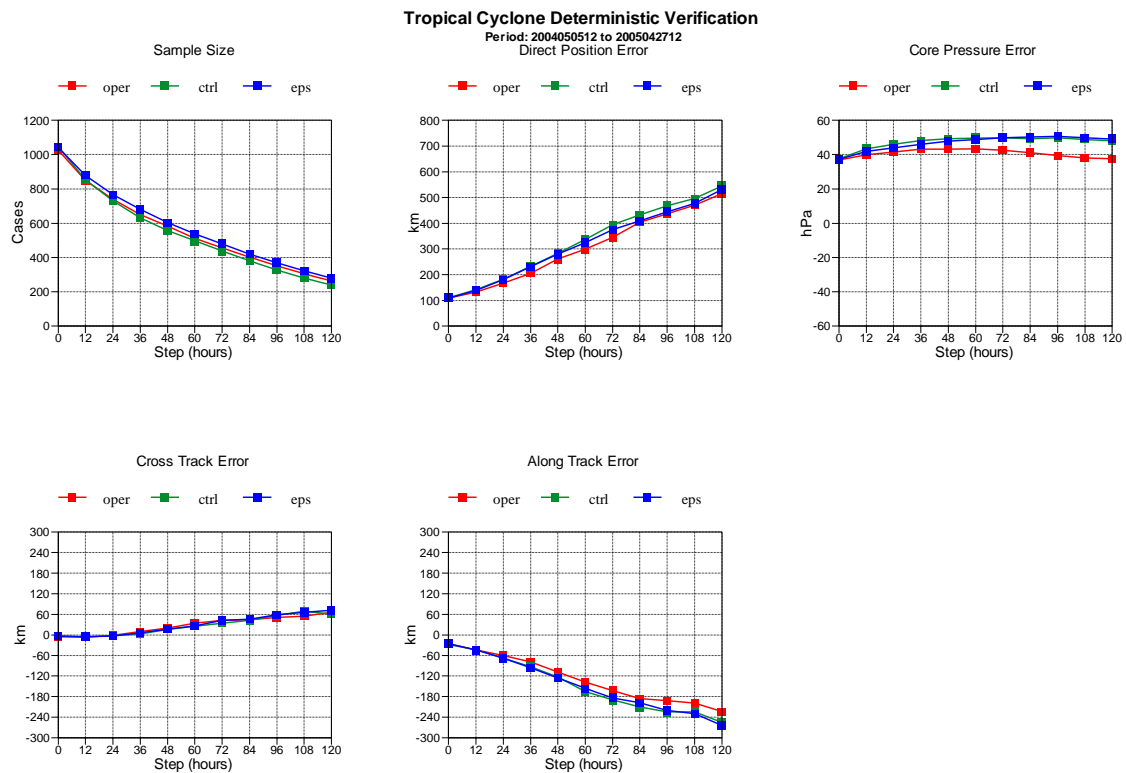 Tropical Cyclone Deterministic Verification
Period: 2004050512 to 2005042712
Sample Size
oper ctrl eps
1200
1000
800
600
400
200
0
Cases
0 12 24 36 48 60 72 84 96 108 120
Step (hours)
Direct Position Error
oper ctrl eps
800
700
600
500
400
300
200
100
0
km
0 12 24 36 48 60 72 84 96 108 120
Step (hours)
Core Pressure Error
oper ctrl eps
60
40
20
0
-20
-40
-60
hPa
0 12 24 36 48 60 72 84 96 108 120
Step (hours)
Cross Track Error
oper ctrl eps
300
240
180
120
60
0
-60
-120
-180
-240
-300
km
0 12 24 36 48 60 72 84 96 108 120
Step (hours)
Along Track Error
oper ctrl eps
300
240
180
120
60
0
-60
-120
-180
-240
-300
km
0 12 24 36 48 60 72 84 96 108 120
Step (hours)